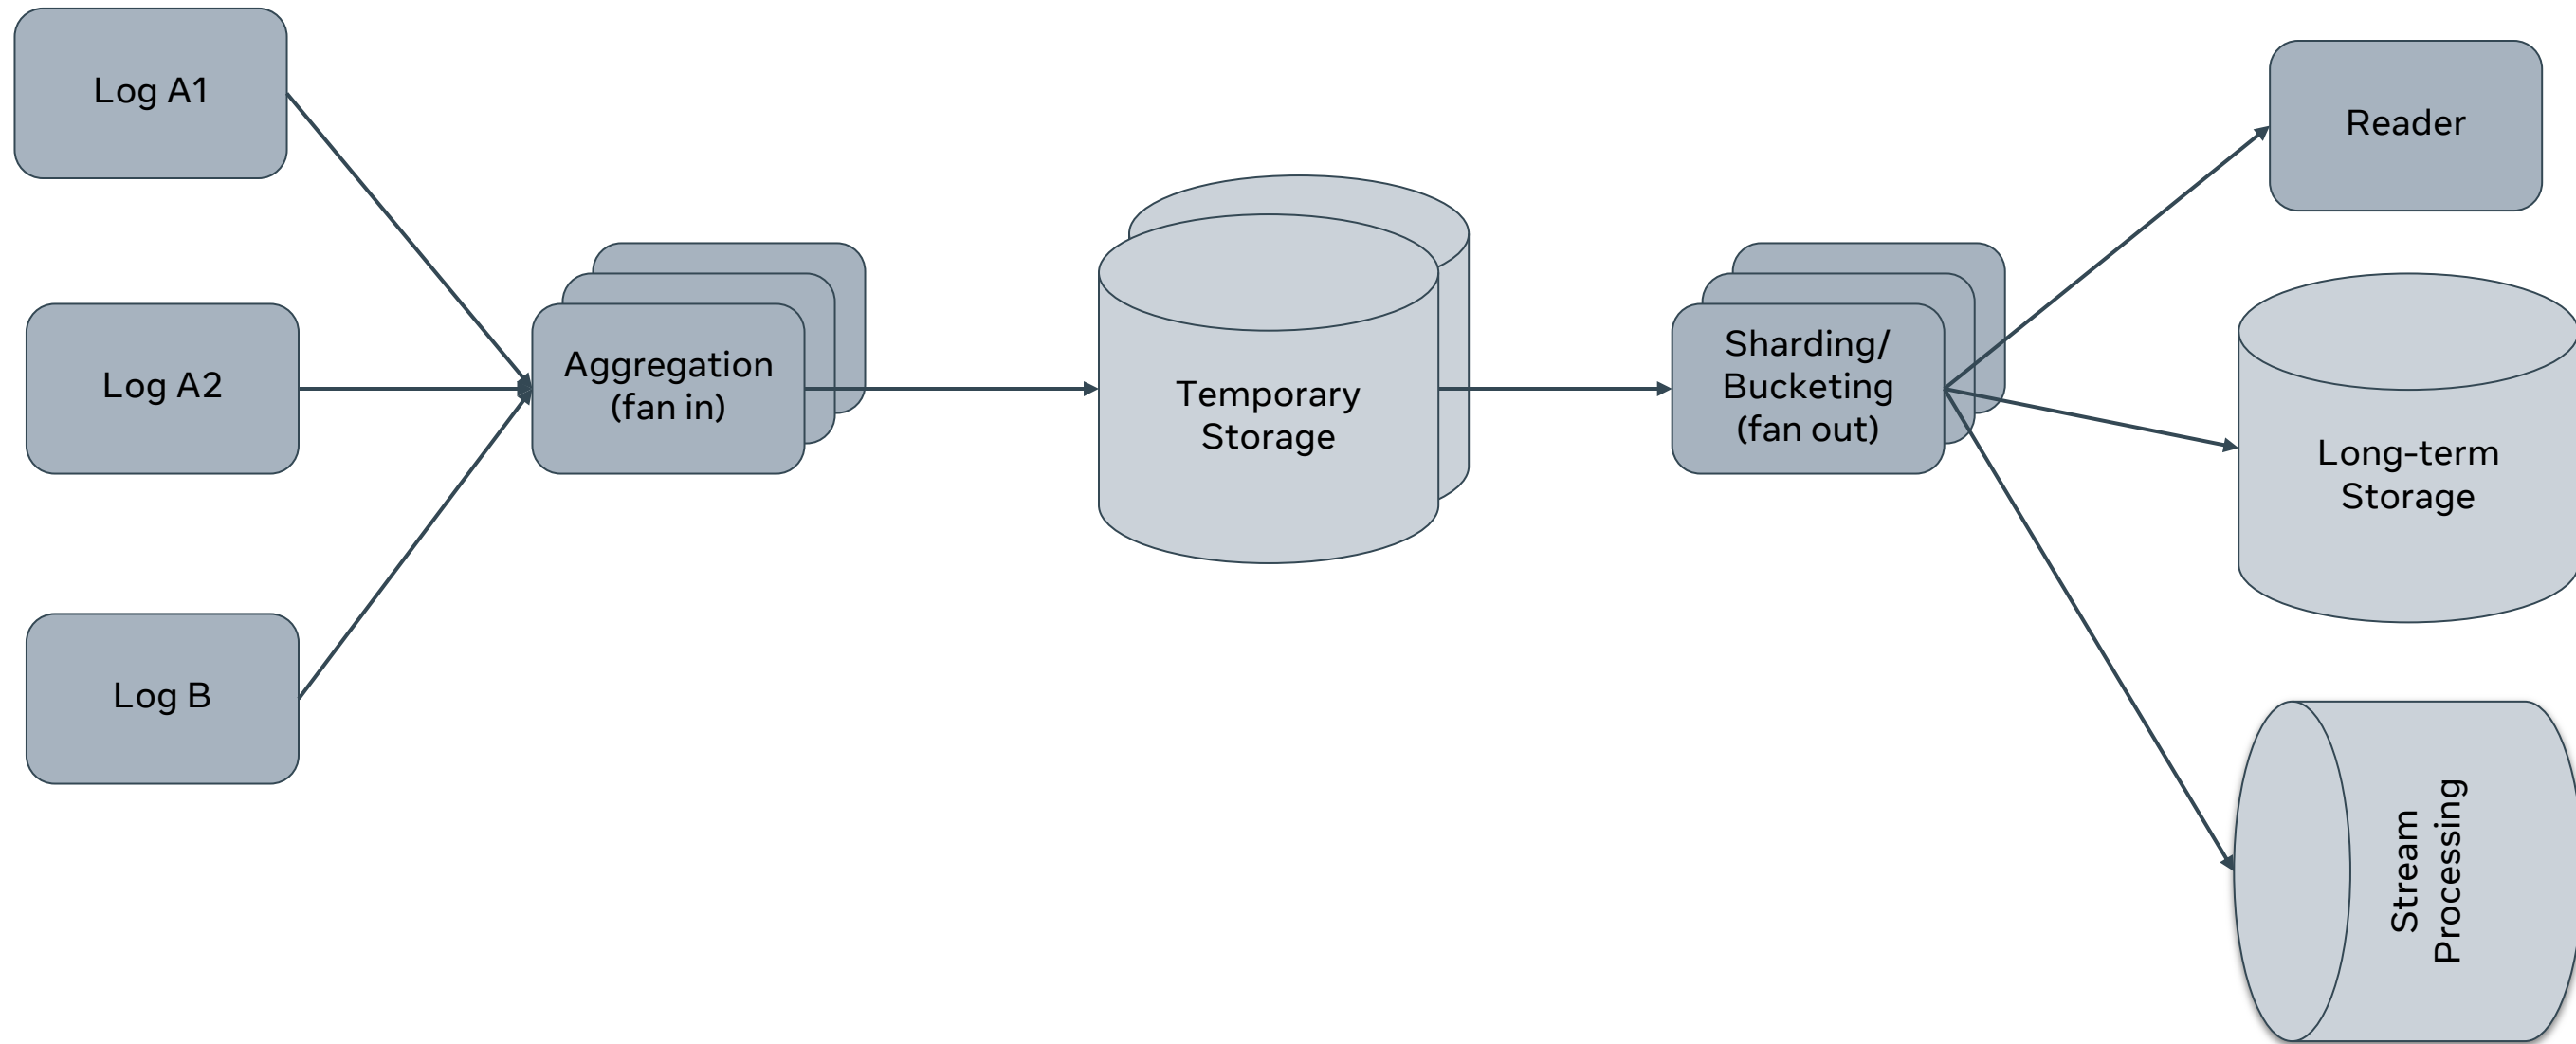 Log A1
Log A2
Log B
Aggregation
(fan in)
Temporary
Storage
Sharding/
Bucketing
(fan out)
Reader
Long-term
Storage
Stream
Processing